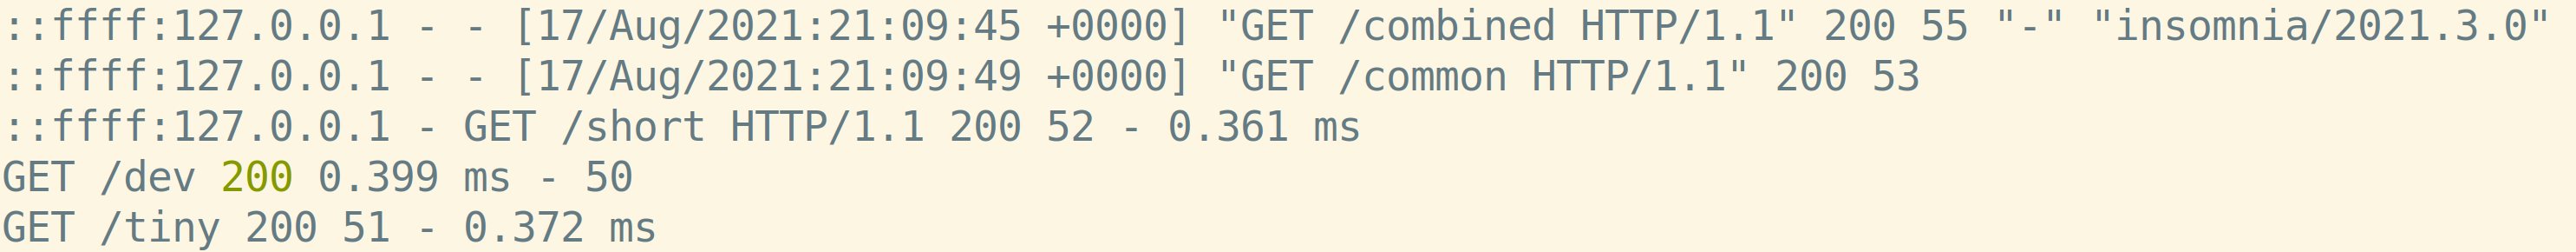 ::ffff:127.0.0.1 - - [17/Aug/2021:21:09:45 +0000] "GET /combined HTTP/1.1" 200 55 "-" "insomnia/2021.3.0"
::ffff:127.0.0.1 - - [17/Aug/2021:21:09:49 +0000] "GET /common HTTP/1.1" 200 53
::ffff:127.0.0.1 - GET /short HTTP/1.1 200 52 - 0.361 ms
GET /dev 200 0.399 ms - 50
GET /tiny 200 51 - 0.372 ms